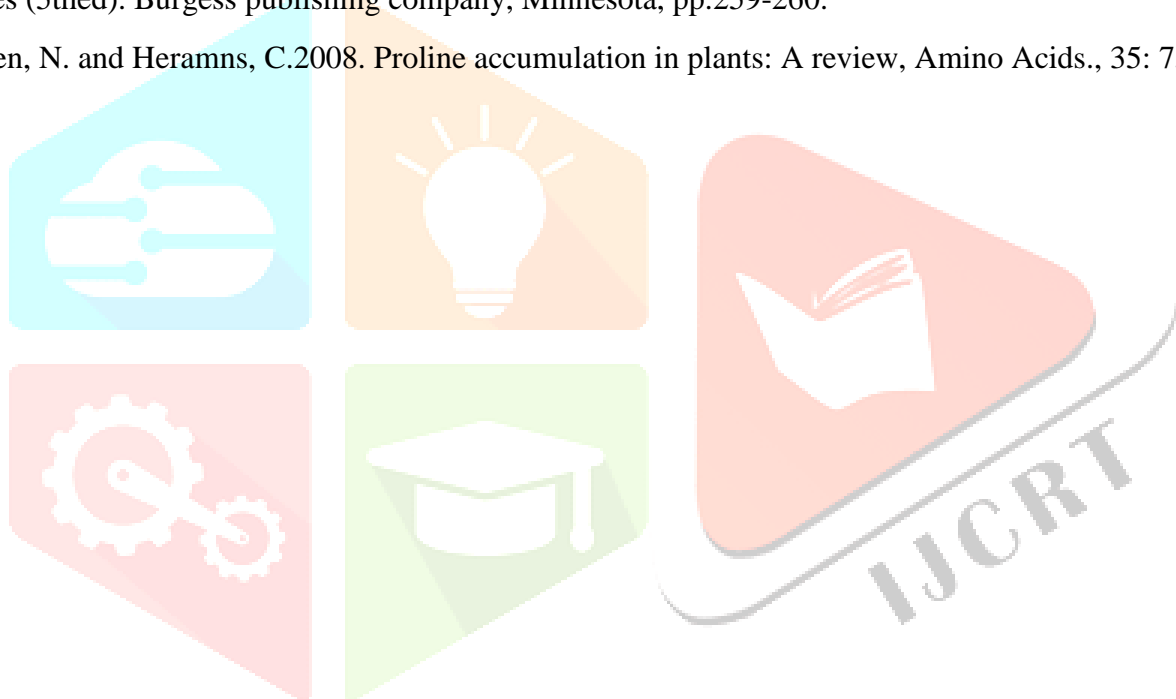 es (5thed). Burgess publishing company, Minnesota, pp.259-260.
en, N. and Heramns, C.2008. Proline accumulation in plants: A review, Amino Acids., 35: 7
IJCRT